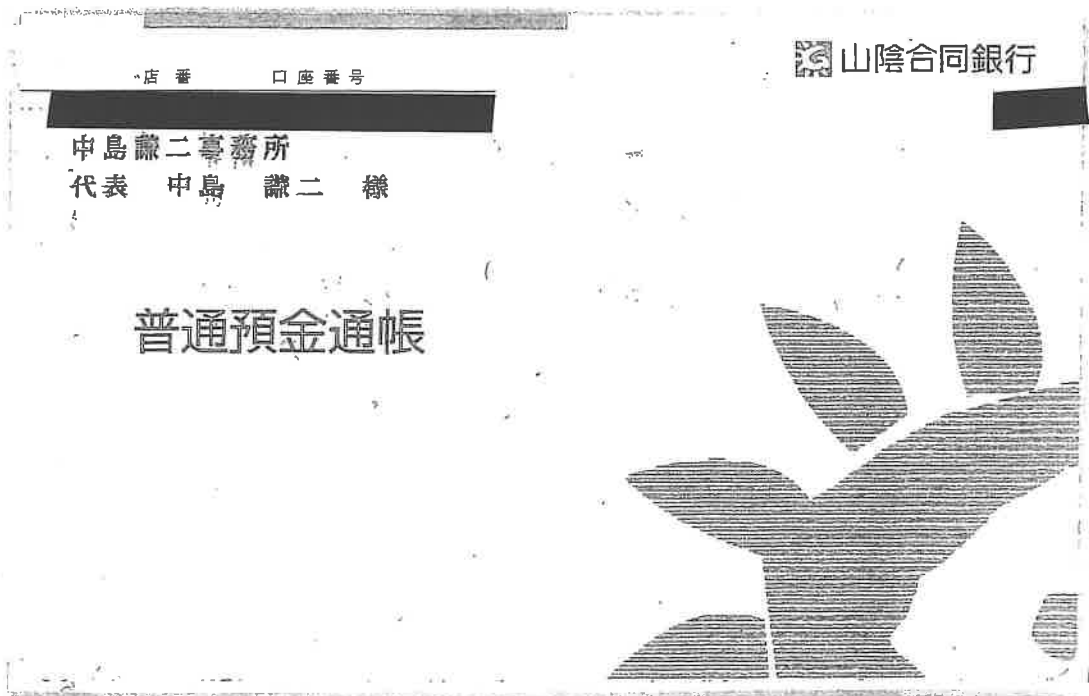 店番 口座番号
山陰合同銀行
中島謙二事務所
代表 中島 謙二 様
普通預金通帳